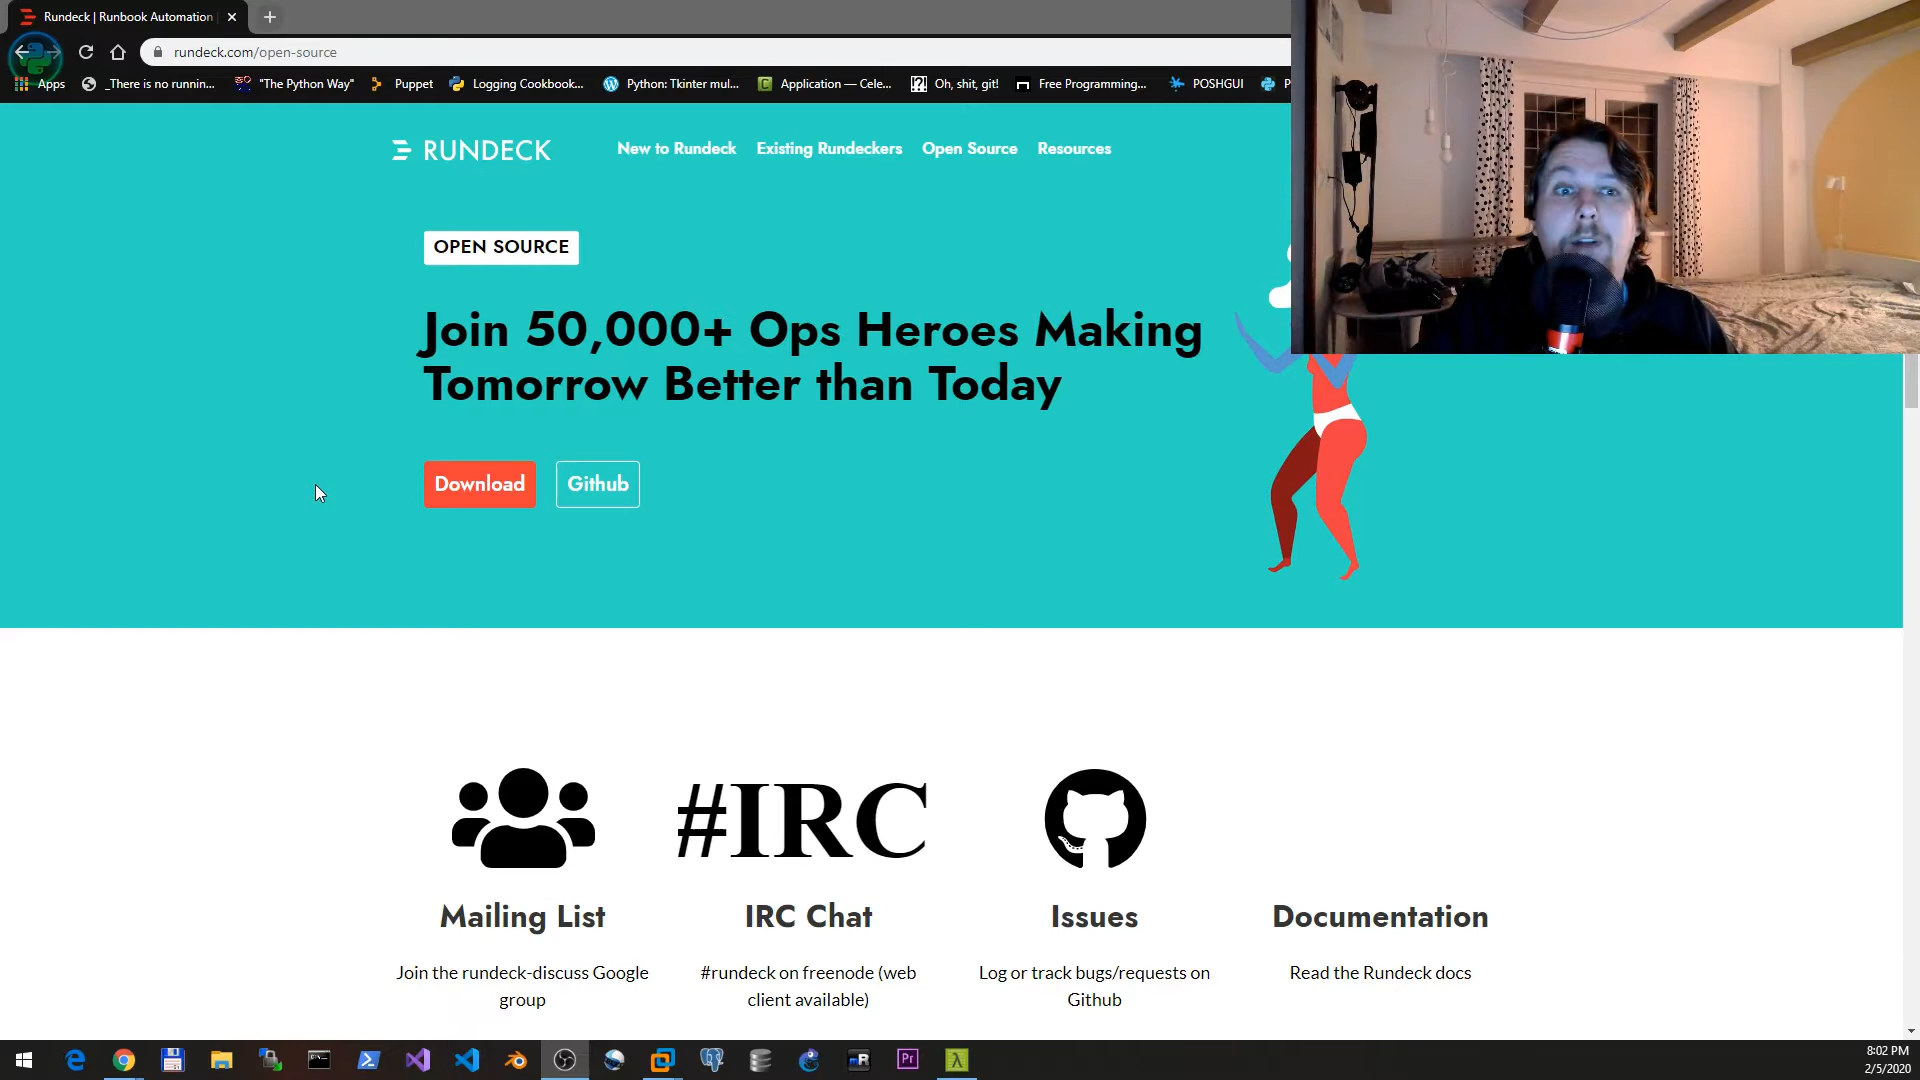 Rundeck | Runbook Automation
rundeck.com/open-source
Apps
_There is no runnin...
"The Python Way"
Puppet
Logging Cookbook...
Python: Tkinter mul...
Application — Cele...
Oh, shit, git!
Free Programming...
POSHGUI
RUNDECK
New to Rundeck
Existing Rundeckers
Open Source
Resources
OPEN SOURCE
Join 50,000+ Ops Heroes Making
Tomorrow Better than Today
Download
Github
#IRC
Mailing List
IRC Chat
Issues
Documentation
Join the rundeck-discuss Google
group
#rundeck on freenode (web
client available)
Log or track bugs/requests on
Github
Read the Rundeck docs
Pr
8:02 PM
2/5/2020